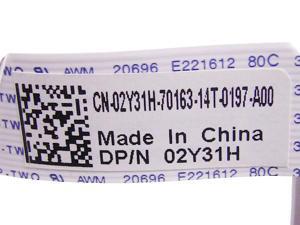 AWM 20696 E221612 80C
CN-02Y31H-70163-14T-0197-A00
Made In China
DP/N 02Y31H
P-TWO AWM 20696 E221612 80C